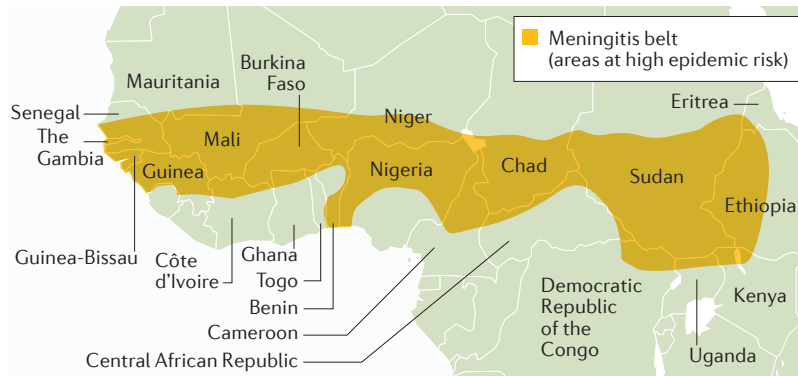 Meningitis belt
(areas at high epidemic risk)
Mauritania
Burkina
Faso
Senegal
The
Gambia
Mali
Niger
Eritrea
Guinea
Nigeria
Chad
Sudan
Ethiopia
Guinea-Bissau
Côte
d'Ivoire
Ghana
Togo
Benin
Cameroon
Central African Republic
Democratic
Republic
of the
Congo
Kenya
Uganda